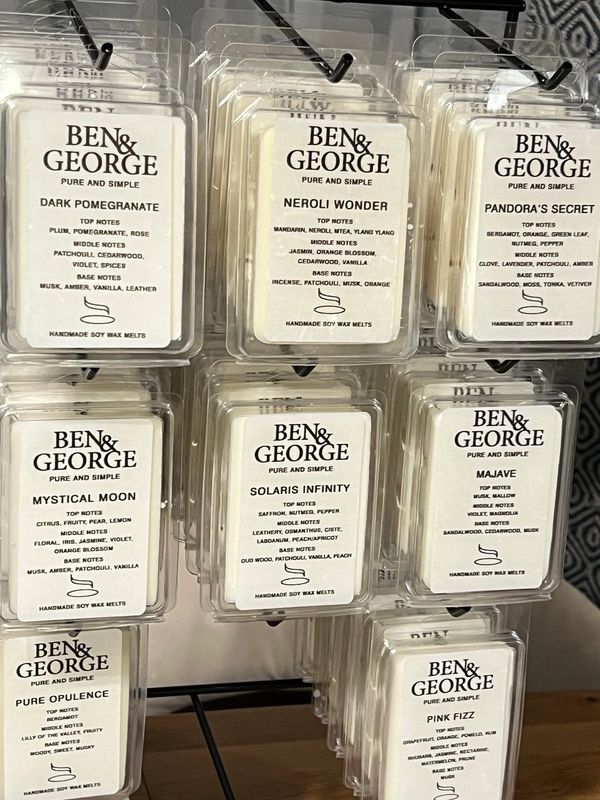 BEN&
GEORGE
PURE AND SIMPLE
DARK POMEGRANATE
TOP NOTES
PLUM, POMEGRANATE, ROSE
MIDDLE NOTES
PATCHOULI, CEDARWOOD,
VIOLET, SPICES
BASE NOTES
MUSK, AMBER, VANILLA, LEATHER
HANDMADE SOY WAX MELTS
BEN&
GEORGE
PURE AND SIMPLE
NEROLI WONDER
TOP NOTES
MANDARIN, NEROLI, MTEA, YLANG YLANG
MIDDLE NOTES
JASMIN, ORANGE BLOSSOM,
CEDARWOOD, VANILLA
BASE NOTES
INCENSE, PATCHOULI, MUSK, ORANGE
HANDMADE SOY WAX MELTS
BEN&
GEORGE
PURE AND SIMPLE
PANDORA'S SECRET
TOP NOTES
BERGAMOT, ORANGE, GREEN LEAF,
NUTMEG, PEPPER
MIDDLE NOTES
CLOVE, LAVENDER, PATCHOULI, AMBER
BASE NOTES
SANDALWOOD, MOSS, TONKA, VETIVER
HANDMADE SOY WAX MELTS
BEN&
GEORGE
PURE AND SIMPLE
MYSTICAL MOON
TOP NOTES
CITRUS, FRUITY, PEAR, LEMON
MIDDLE NOTES
FLORAL, IRIS, JASMINE, VIOLET,
ORANGE BLOSSOM
BASE NOTES
MUSK, AMBER, PATCHOULI, VANILLA
HANDMADE SOY WAX MELTS
BEN&
GEORGE
PURE AND SIMPLE
SOLARIS INFINITY
TOP NOTES
SAFFRON, NUTMEG, PEPPER
MIDDLE NOTES
LEATHERY, OSMANTHUS, CISTE,
LABDANUM, PEACH/APRICOT
BASE NOTES
OUD WOOD, PATCHOULI, VANILLA, PEACH
HANDMADE SOY WAX MELTS
BEN&
GEORGE
PURE AND SIMPLE
MAJAVE
TOP NOTES
MUSK, MALLOW
MIDDLE NOTES
VIOLET, MAGNOLIA
BASE NOTES
SANDALWOOD, CEDARWOOD, MUSK
HANDMADE SOY WAX MELTS
BEN&
GEORGE
PURE AND SIMPLE
PURE OPULENCE
TOP NOTES
BERGAMOT
MIDDLE NOTES
LILLY OF THE VALLEY, FRUITY
BASE NOTES
WOODY, SWEET, MUSKY
HANDMADE SOY WAX MELTS
BEN&
GEORGE
PURE AND SIMPLE
PINK FIZZ
TOP NOTES
GRAPEFRUIT, ORANGE, POMELO, RUM
MIDDLE NOTES
RHUBARB, JASMINE, NECTARINE,
WATERMELON, PRUNE
BASE NOTES
MUSK